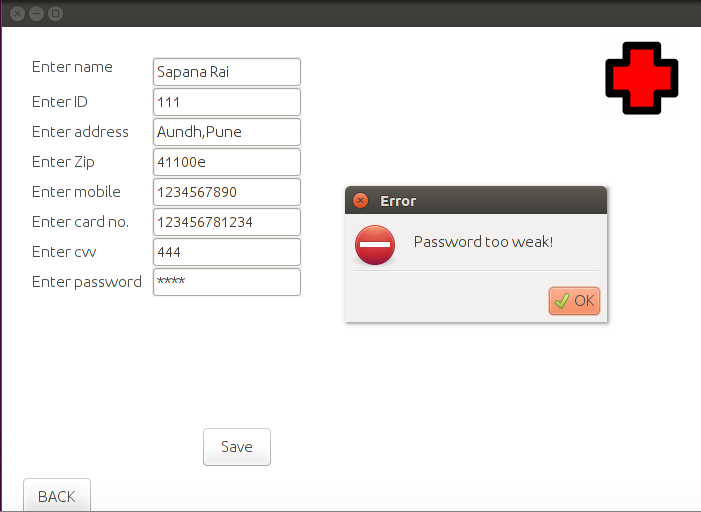 Enter name Sapana Rai
Enter ID 111
Enter address Aundh,Pune
Enter Zip 41100e
Enter mobile 1234567890
Enter card no. 123456781234
Enter cvv 444
Enter password ****
Error
Password too weak!
OK
Save
BACK